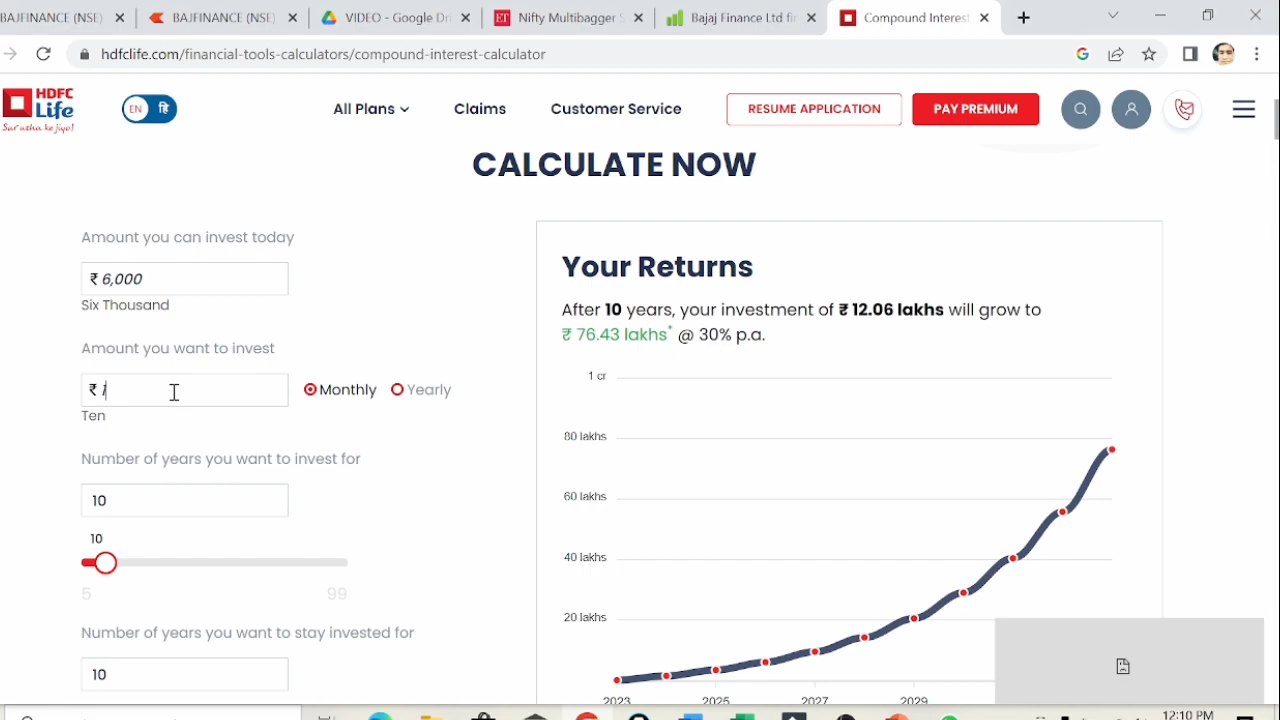 BAJFINANCE (NSE)
BAJFINANCE (NSE)
VIDEO - Google Dr
ET Nifty Multibagger S
Bajaj Finance Ltd fi
Compound Interest
hdfclife.com/financial-tools-calculators/compound-interest-calculator
HDFC
Life
Sar utha ke jiyo!
EN हि
All Plans
Claims
Customer Service
RESUME APPLICATION
PAY PREMIUM
CALCULATE NOW
Amount you can invest today
₹ 6,000
Six Thousand
Amount you want to invest
₹
Monthly
Yearly
Ten
Number of years you want to invest for
10
10
5
99
Number of years you want to stay invested for
10
Your Returns
After 10 years, your investment of ₹ 12.06 lakhs will grow to
₹ 76.43 lakhs* @ 30% p.a.
1 cr
80 lakhs
60 lakhs
40 lakhs
20 lakhs
2023
2025
2027
2029
12:10 PM